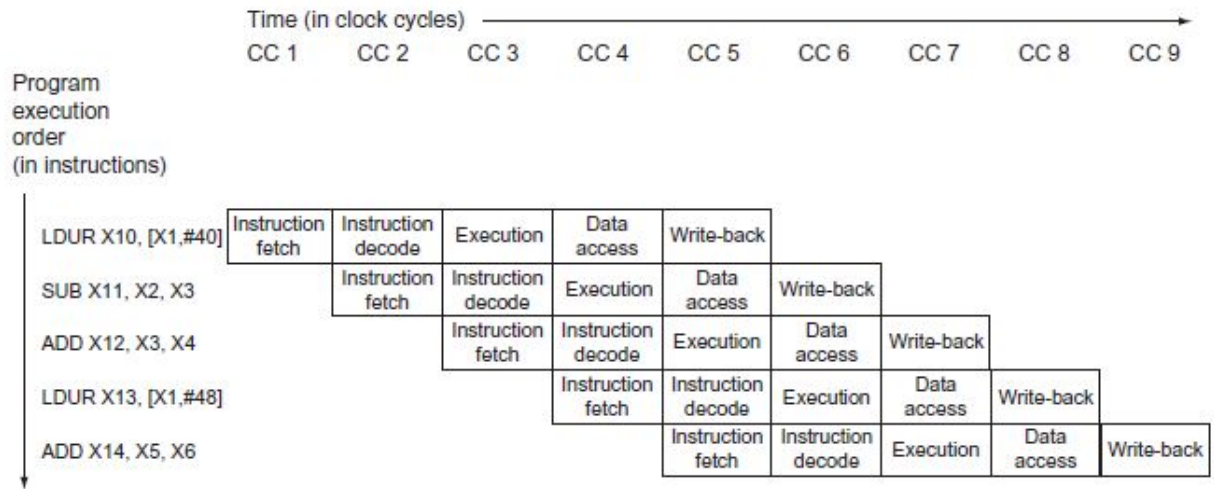 Time (in clock cycles)
CC 1 CC 2 CC 3 CC 4 CC 5 CC 6 CC 7 CC 8 CC 9
Program
execution
order
(in instructions)
LDUR X10, [X1,#40] Instruction fetch Instruction decode Execution Data access Write-back
SUB X11, X2, X3 Instruction fetch Instruction decode Execution Data access Write-back
ADD X12, X3, X4 Instruction fetch Instruction decode Execution Data access Write-back
LDUR X13, [X1,#48] Instruction fetch Instruction decode Execution Data access Write-back
ADD X14, X5, X6 Instruction fetch Instruction decode Execution Data access Write-back